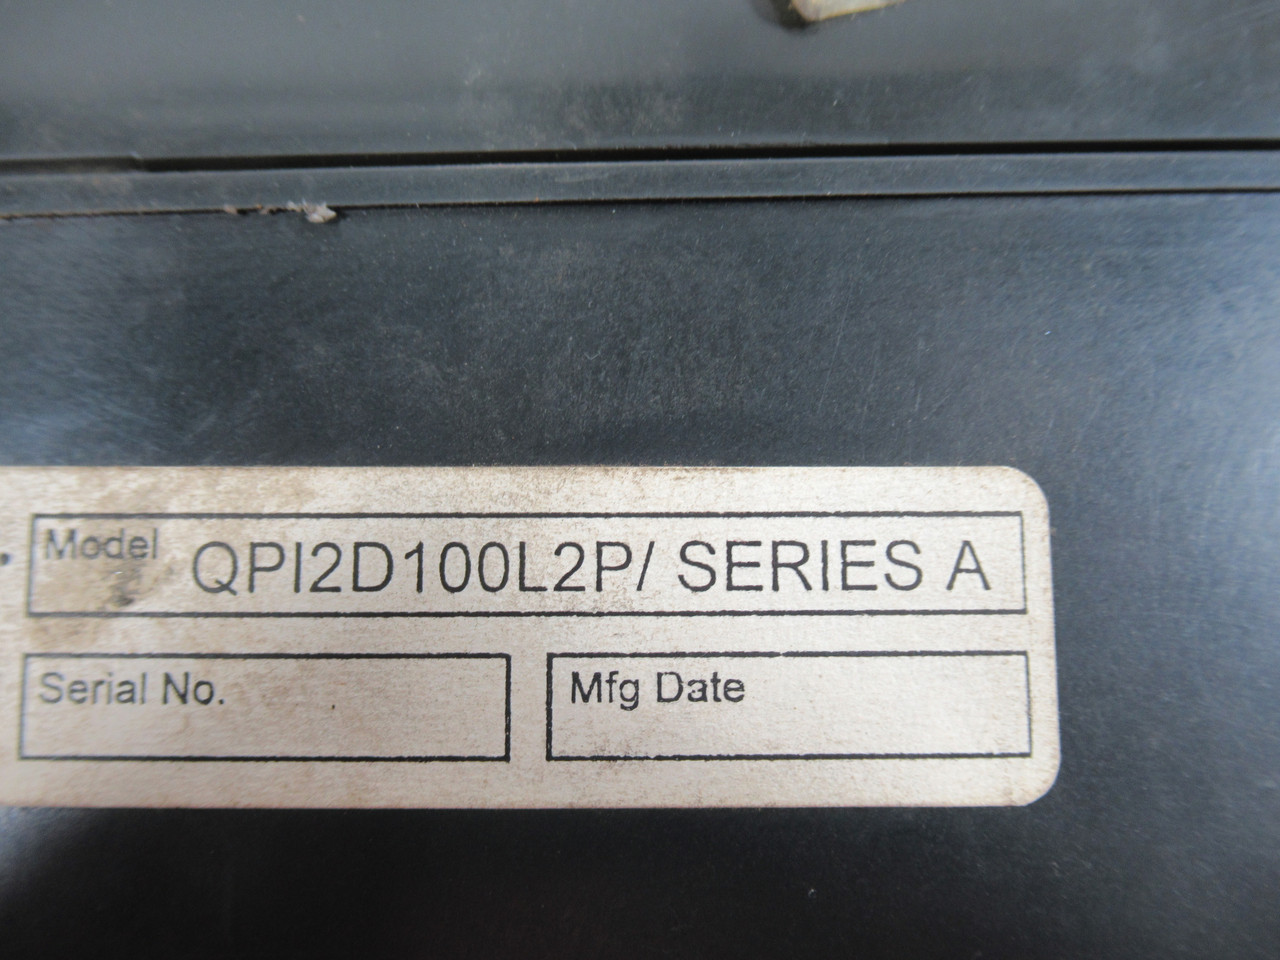 Model QPI2D100L2P/ SERIES A
Serial No. Mfg Date